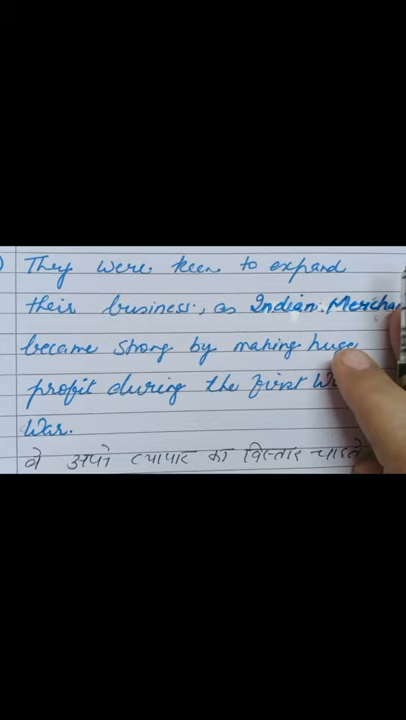 They were keen to expand
their business, as Indian Mercha
became strong by making huge
profit during the first W
War.
वे अपने व्यापार का विस्तार चाहते